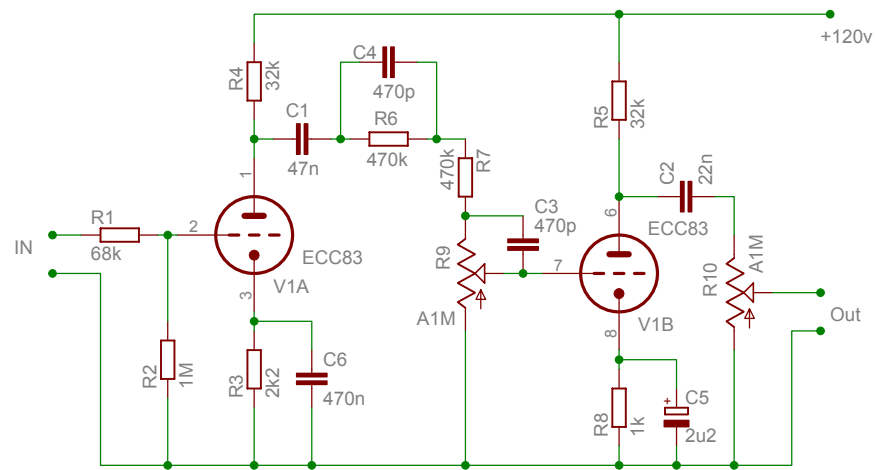 +120v
C4
470p
R4
32k
C1
47n
R6
470k
R5
32k
470k
R7
C2
22n
1
R1
68k
2
IN
ECC83
V1A
3
C3
470p
R9
A1M
6
ECC83
7
V1B
8
R10
A1M
Out
R2
1M
R3
2k2
C6
470n
R8
1k
+
C5
2u2